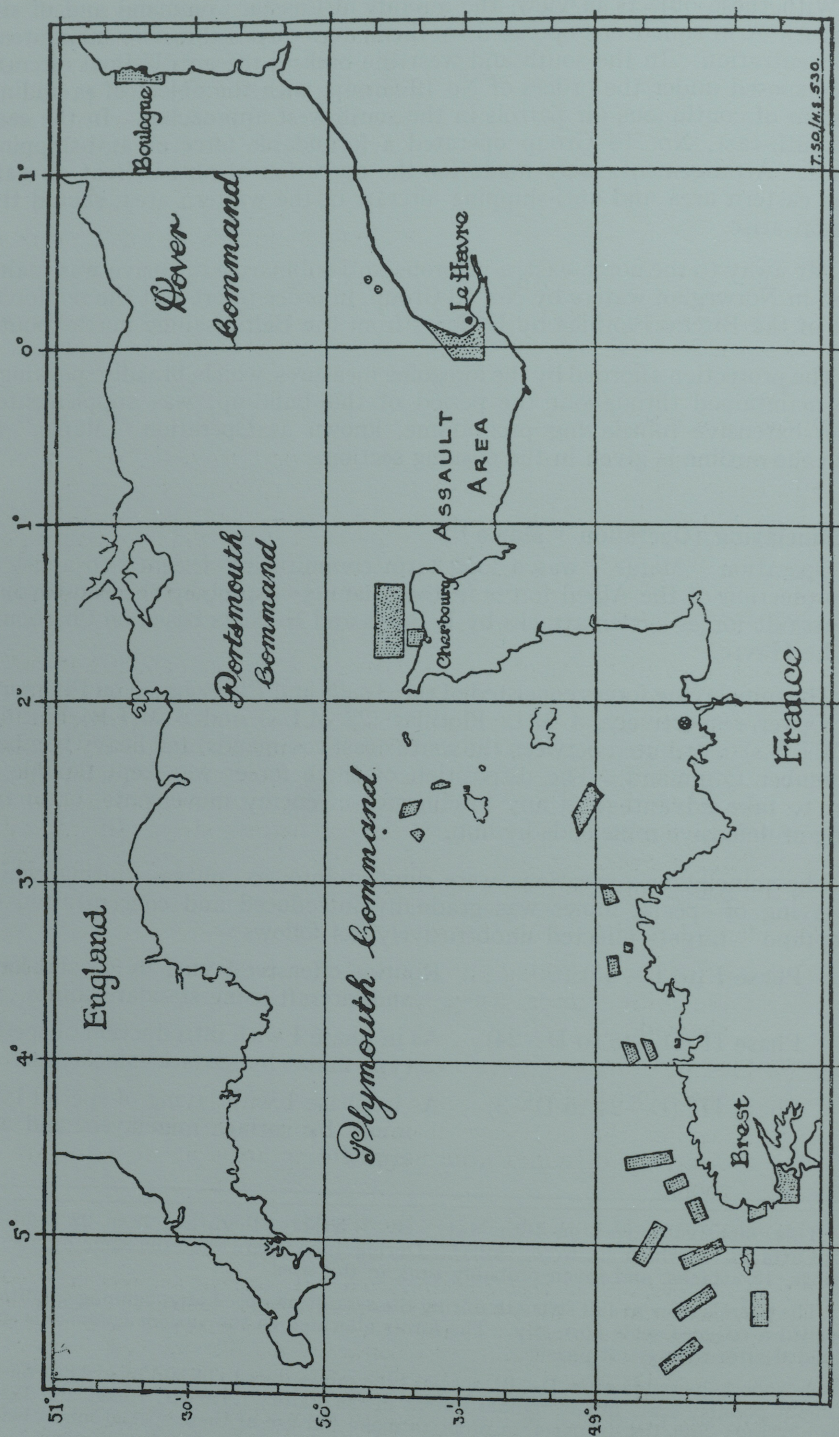 5°
4°
3°
2°
1°
0°
1°
51°
30'
50°
30'
49°
England
Dover
Command
Boulogne
Portsmouth
Command
Plymouth Command
Le Havre
ASSAULT
AREA
Cherbourg
Brest
France
T.S.D./H.S. 530.